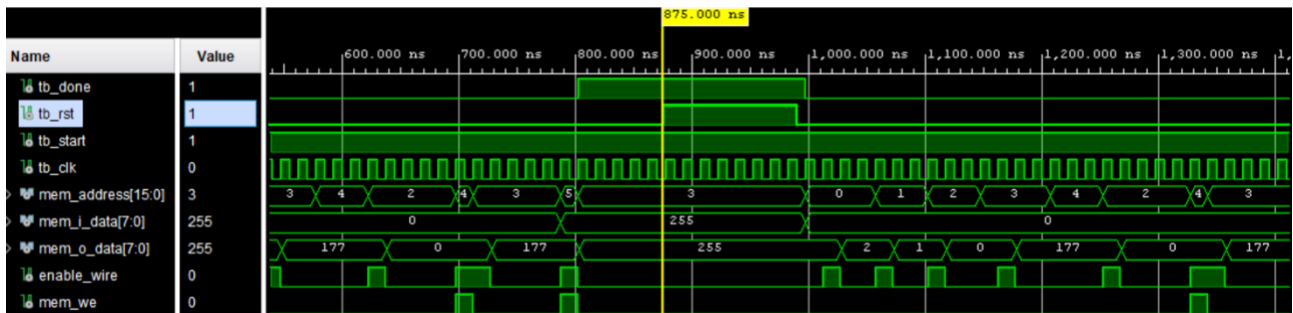 875.000 ns
Name Value 600.000 ns 700.000 ns 800.000 ns 900.000 ns 1,000.000 ns 1,100.000 ns 1,200.000 ns 1,300.000 ns 1,
tb_done 1
tb_rst 1
tb_start 1
tb_clk 0
mem_address[15:0] 3 3 4 2 4 3 5 3 0 1 2 3 4 2 4 3
mem_i_data[7:0] 255 0 255 0
mem_o_data[7:0] 255 177 0 177 255 2 1 0 177 0 177
enable_wire 0
mem_we 0